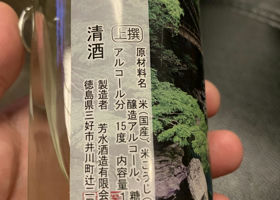 上撰
清酒
原材料名 米(国産)、米こうじ(
醸造アルコール、糖
アルコール分 15度 内容量1
製造者 芳水酒造有限会
徳島県三好市井川町辻二